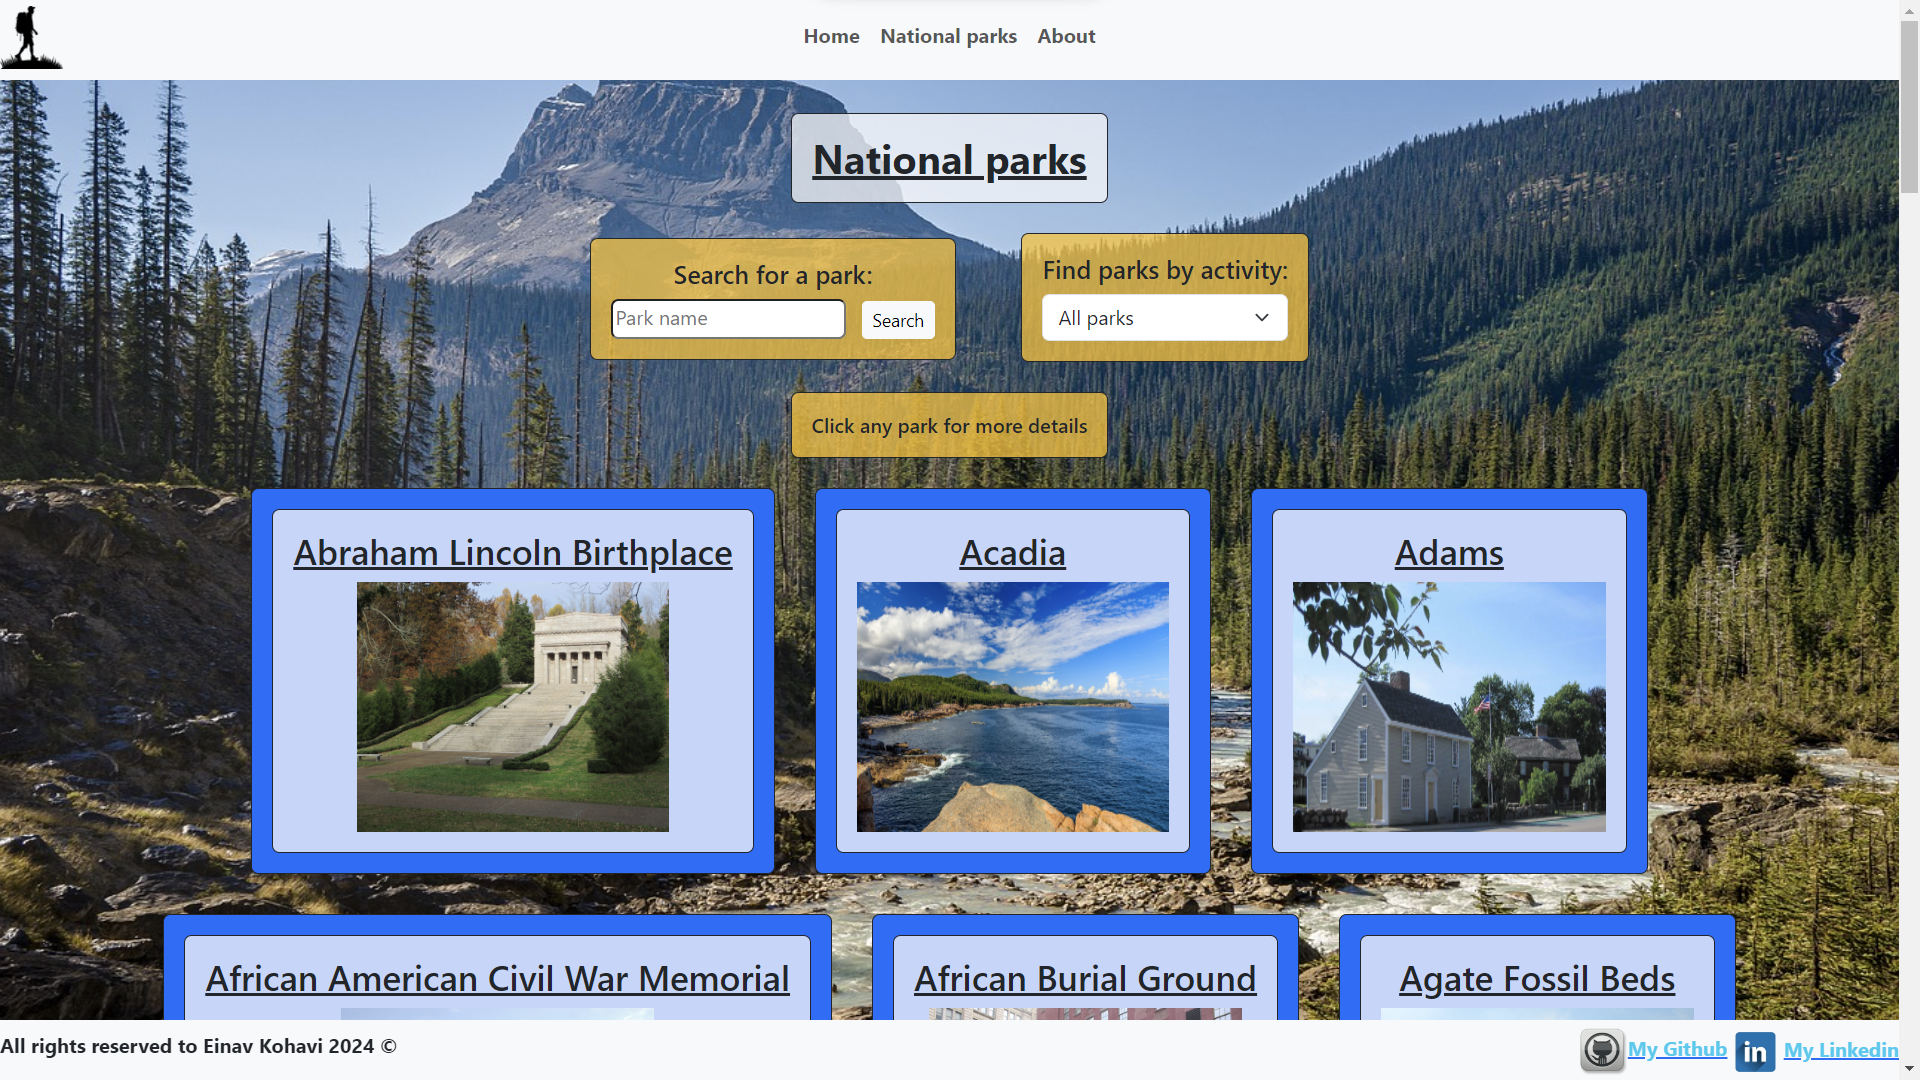 Home National parks About
National parks
Search for a park:
Park name
Search
Find parks by activity:
All parks
Click any park for more details
Abraham Lincoln Birthplace
Acadia
Adams
African American Civil War Memorial
African Burial Ground
Agate Fossil Beds
All rights reserved to Einav Kohavi 2024 ©
My Github
in
My Linkedin